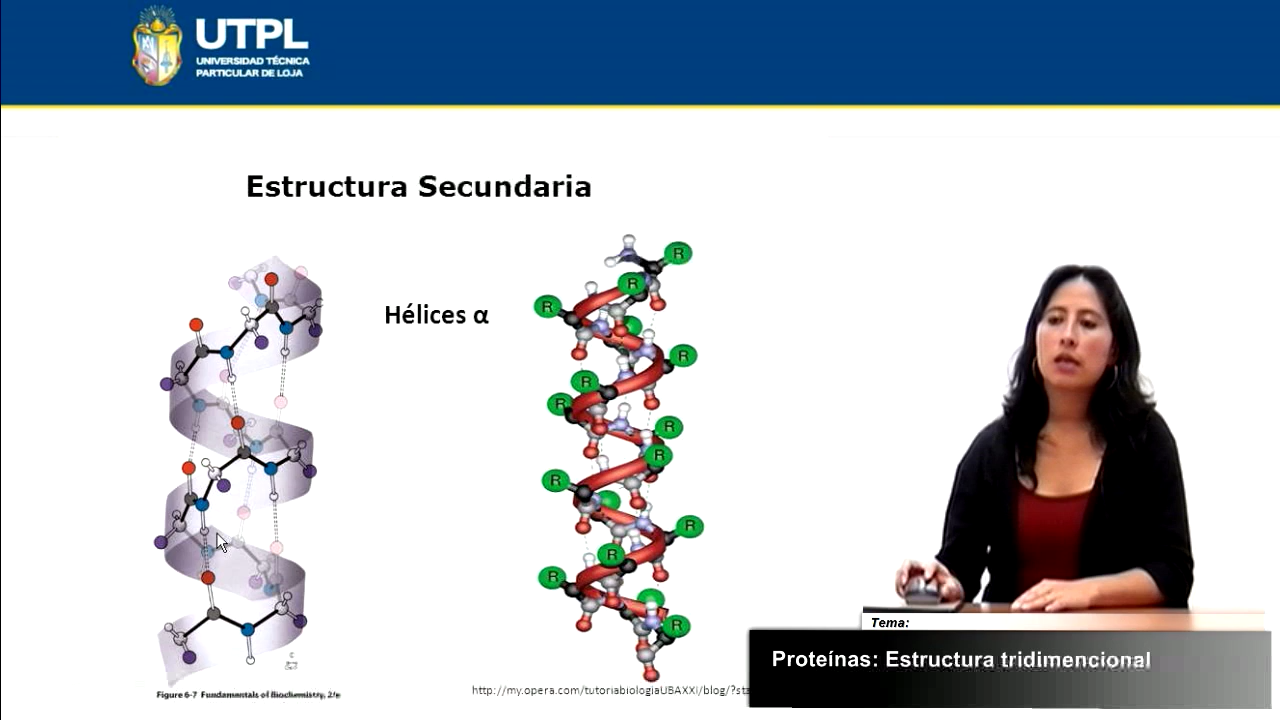 UTPL
UNIVERSIDAD TÉCNICA
PARTICULAR DE LOJA
Estructura Secundaria
Hélices α
R
R
R
R
R
R
R
R
R
R
R
R
R
Figure 6-7 Fundamentals of Biochemistry, 2/e
http://my.opera.com/tutoriabiologiaUBAXXI/blog/?sta
Tema:
Proteínas: Estructura tridimencional